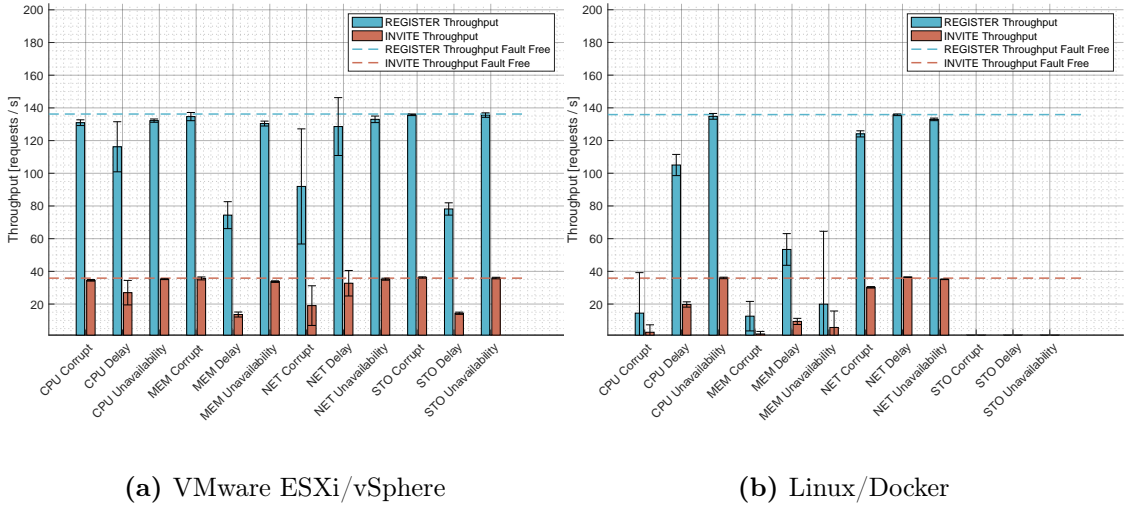 200
180
160
140
120
100
80
60
40
20
Throughput [requests / s]
REGISTER Throughput
INVITE Throughput
REGISTER Throughput Fault Free
INVITE Throughput Fault Free
CPU Corrupt
CPU Delay
CPU Unavailability
MEM Corrupt
MEM Delay
MEM Unavailability
NET Corrupt
NET Delay
NET Unavailability
STO Corrupt
STO Delay
STO Unavailability
(a) VMware ESXi/vSphere
200
180
160
140
120
100
80
60
40
20
Throughput [requests / s]
REGISTER Throughput
INVITE Throughput
REGISTER Throughput Fault Free
INVITE Throughput Fault Free
CPU Corrupt
CPU Delay
CPU Unavailability
MEM Corrupt
MEM Delay
MEM Unavailability
NET Corrupt
NET Delay
NET Unavailability
STO Corrupt
STO Delay
STO Unavailability
(b) Linux/Docker